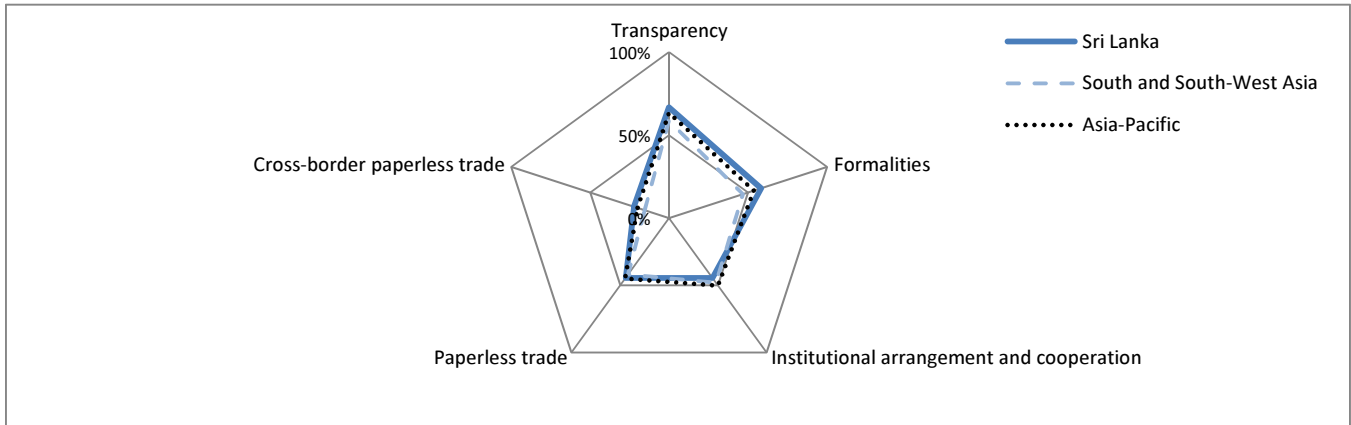 Transparency
100%
50%
0%
Formalities
Institutional arrangement and cooperation
Paperless trade
Cross-border paperless trade
Sri Lanka
South and South-West Asia
Asia-Pacific